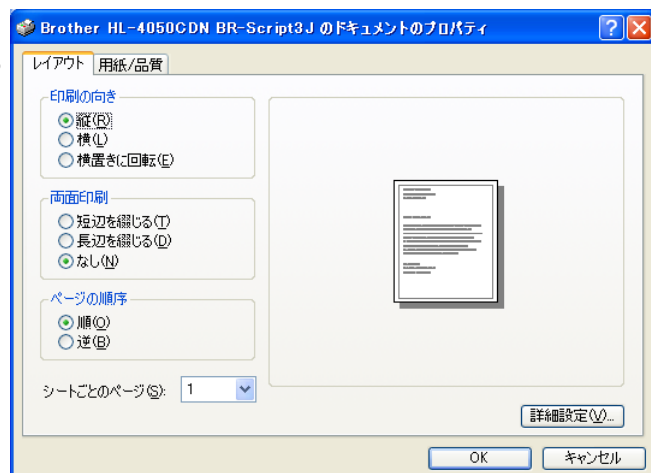 Brother HL-4050CDN BR-Script3J のドキュメントのプロパティ
レイアウト 用紙/品質
印刷の向き
縦(R)
横(L)
横置きに回転(E)
両面印刷
短辺を綴じる(T)
長辺を綴じる(D)
なし(N)
ページの順序
順(O)
逆(B)
シートごとのページ(S): 1
詳細設定(V)...
OK キャンセル